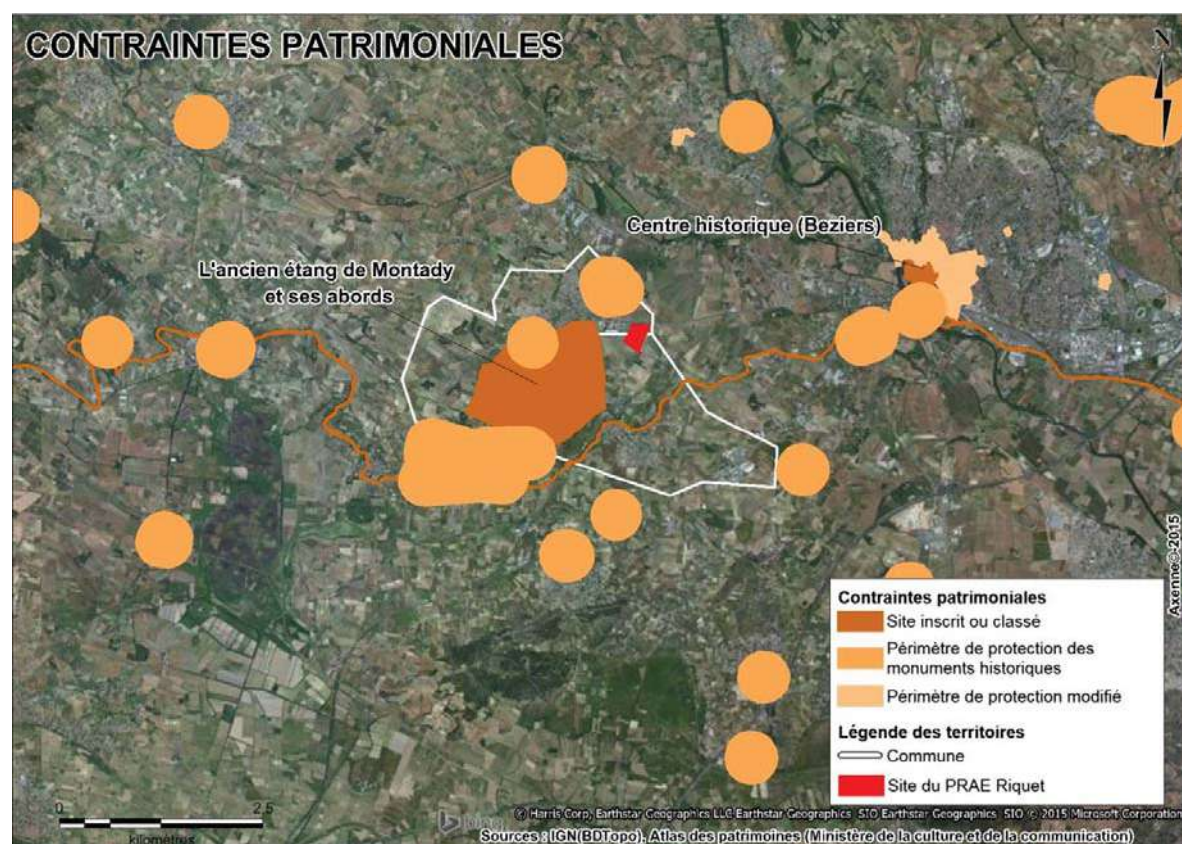 CONTRAINTES PATRIMONIALES
N
Centre historique (Beziers)
L'ancien étang de Montady
et ses abords
Axenne©2015
Contraintes patrimoniales
Site inscrit ou classé
Périmètre de protection des
monuments historiques
Périmètre de protection modifié
Légende des territoires
Commune
Site du PRAE Riquet
0 2.5
kilomètres
bing
© Harris Corp, Earthstar Geographics LLC Earthstar Geographics SIO Earthstar Geographics SIO © 2015 Microsoft Corporation
Sources : IGN(BDTopo), Atlas des patrimoines (Ministère de la culture et de la communication)